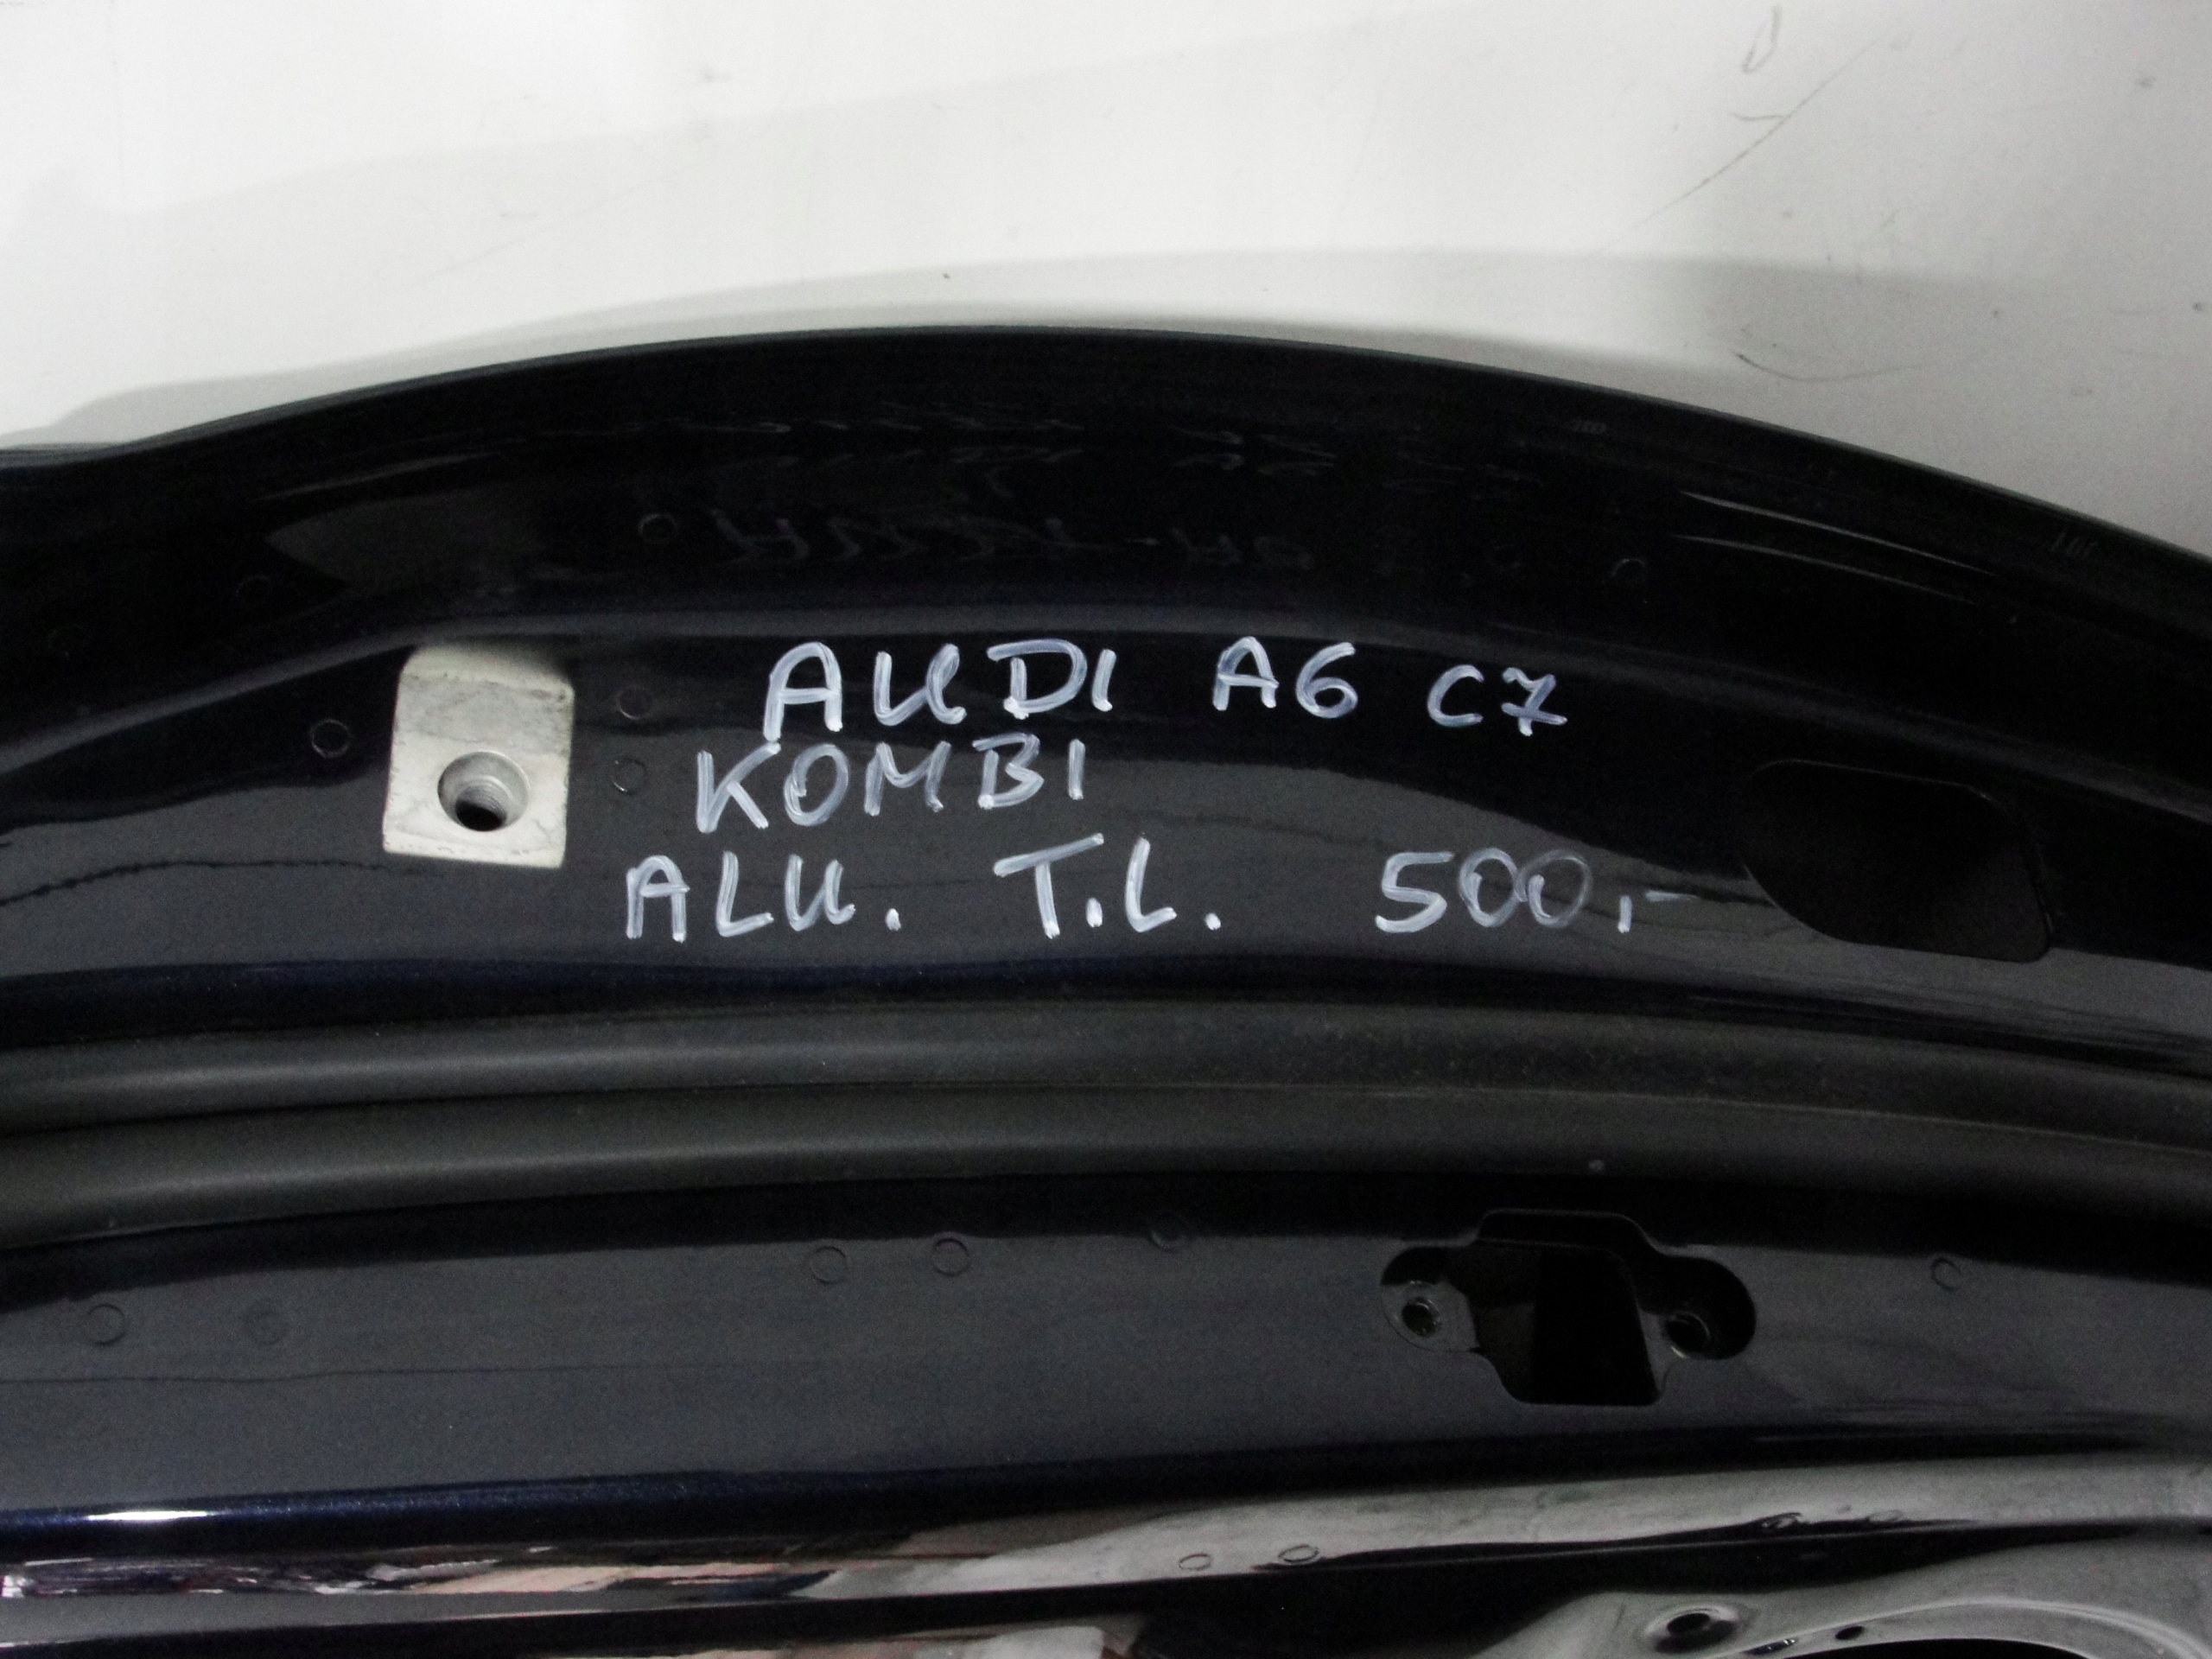 AUDI A6 C7
KOMBI
ALU. T.L. 500,-